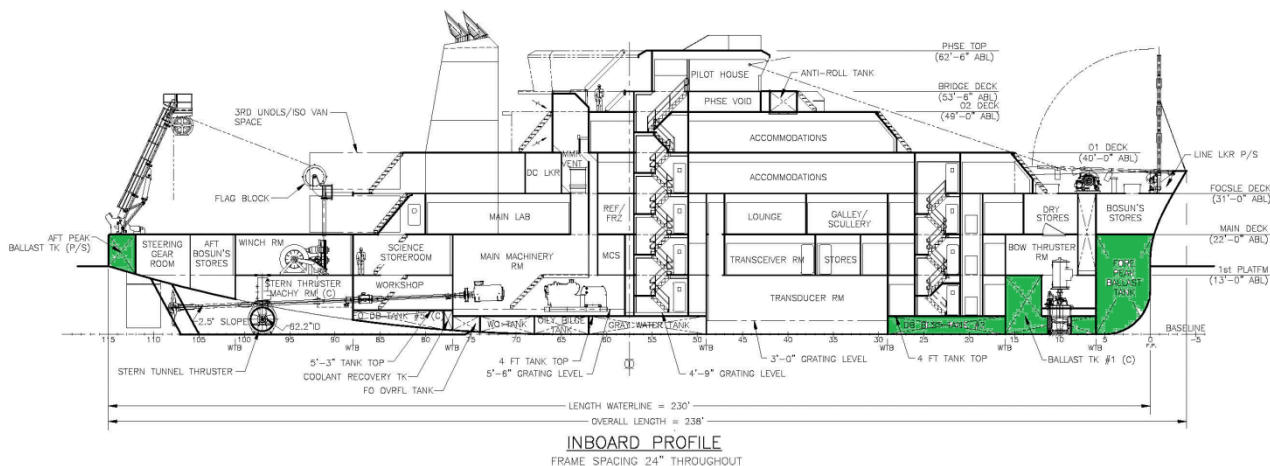 PHSE TOP
(62'-6" ABL)
PILOT HOUSE
ANTI-ROLL TANK
BRIDGE DECK
(53'-6" ABL)
PHSE VOID
02 DECK
(49'-0" ABL)
3RD UNOLS/ISO VAN
SPACE
ACCOMMODATIONS
01 DECK
(40'-0" ABL)
MMR
VENT
DC LKR
ACCOMMODATIONS
LINE LKR P/S
FLAG BLOCK
FOCSLE DECK
(31'-0" ABL)
MAIN LAB
REF/
FRZ
LOUNGE
GALLEY/
SCULLERY
DRY
STORES
BOSUN'S
STORES
MAIN DECK
(22'-0" ABL)
AFT PEAK
BALLAST TK (P/S)
STEERING
GEAR
ROOM
AFT
BOSUN'S
STORES
WINCH RM
SCIENCE
STOREROOM
MAIN MACHINERY
RM
MCS
TRANSCEIVER RM
STORES
BOW THRUSTER
RM
FORE
PEAK
BALLAST
TANK
1st PLATFM
(13'-0" ABL)
STERN THRUSTER
MACHY RM (C)
WORKSHOP
TRANSDUCER RM
2.5° SLOPE
62.2"ID
WO TANK
OILY BILGE
TANK
GRAY WATER TANK
BASELINE
115 110 105 100 95 90 85 80 75 70 65 60 55 50 45 40 35 30 25 20 15 10 5 0 -5
WTB WTB WTB WTB WTB WTB WTB WTB
F.P.
STERN TUNNEL THRUSTER
5'-3" TANK TOP
COOLANT RECOVERY TK
FO OVRFL TANK
4 FT TANK TOP
5'-6" GRATING LEVEL
4'-9" GRATING LEVEL
3'-0" GRATING LEVEL
4 FT TANK TOP
BALLAST TK #1 (C)
LENGTH WATERLINE = 230'
OVERALL LENGTH = 238'
INBOARD PROFILE
FRAME SPACING 24" THROUGHOUT